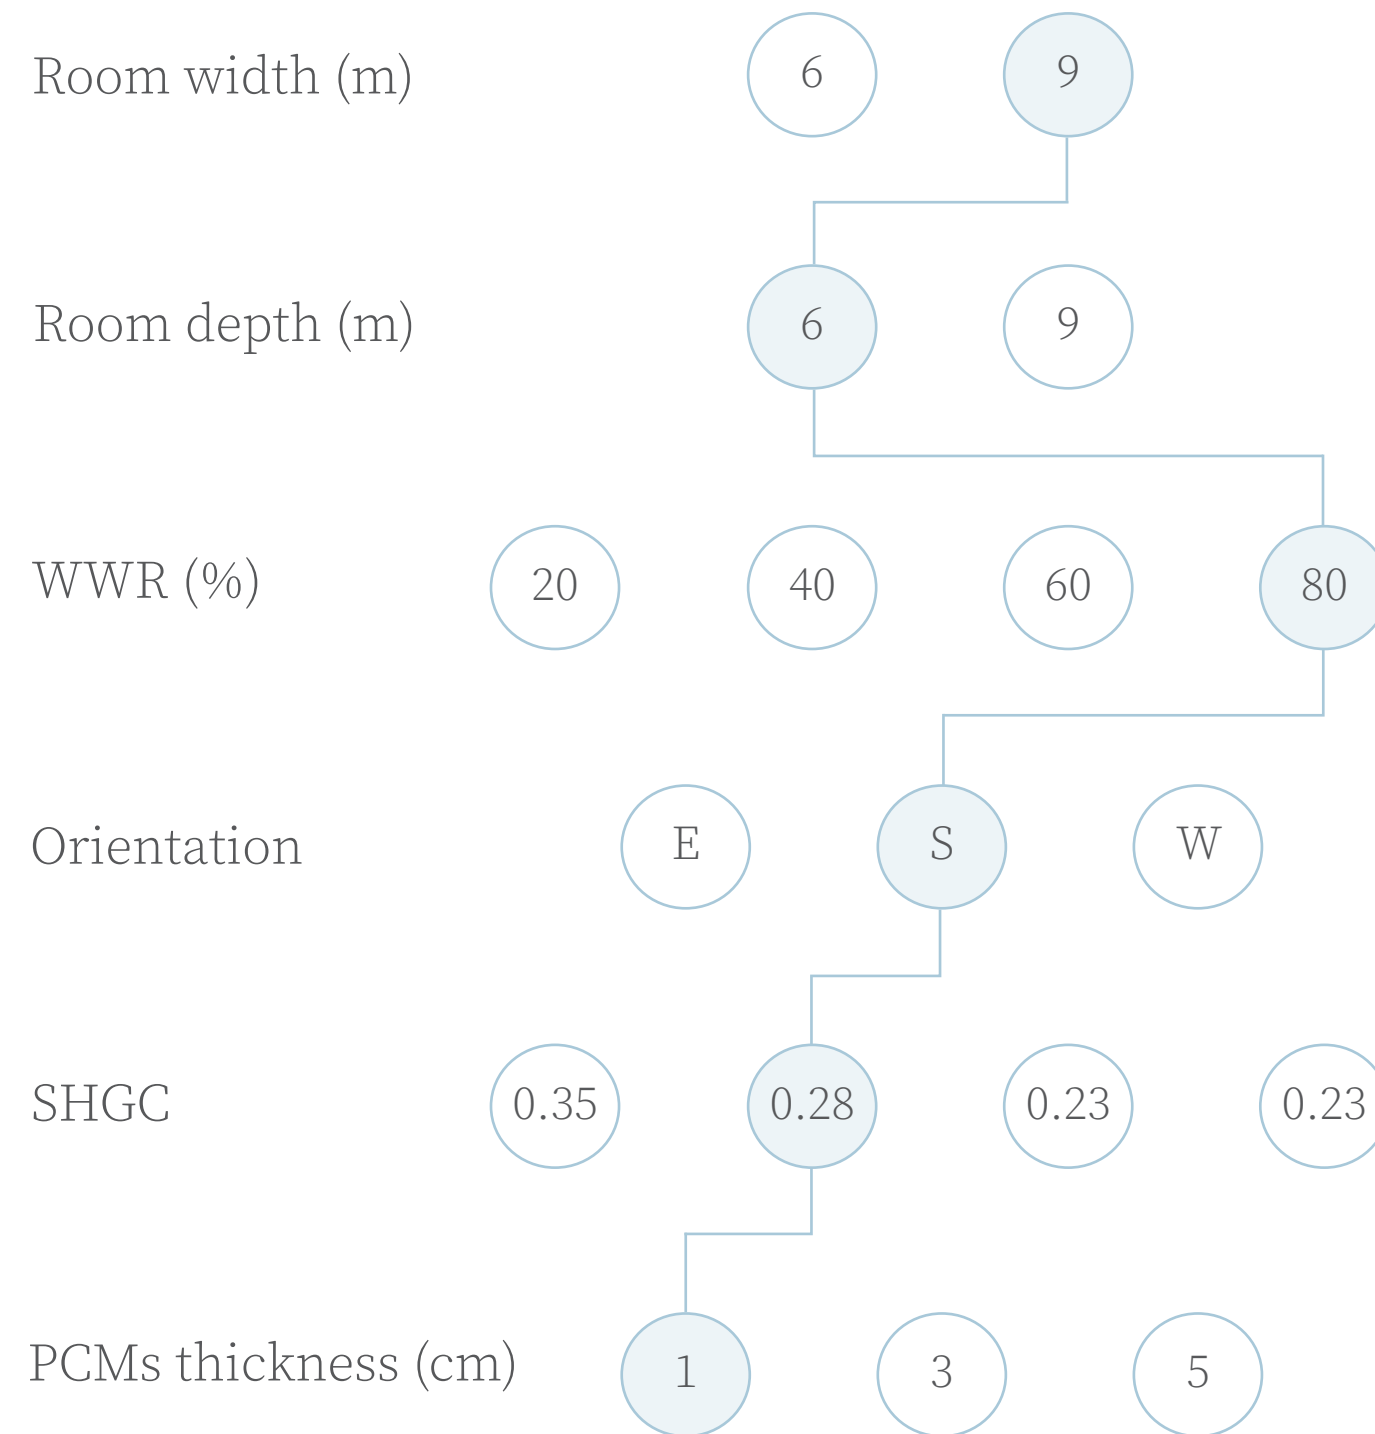 Room width (m) 6 9
Room depth (m) 6 9
WWR (%) 20 40 60 80
Orientation E S W
SHGC 0.35 0.28 0.23 0.23
PCMs thickness (cm) 1 3 5